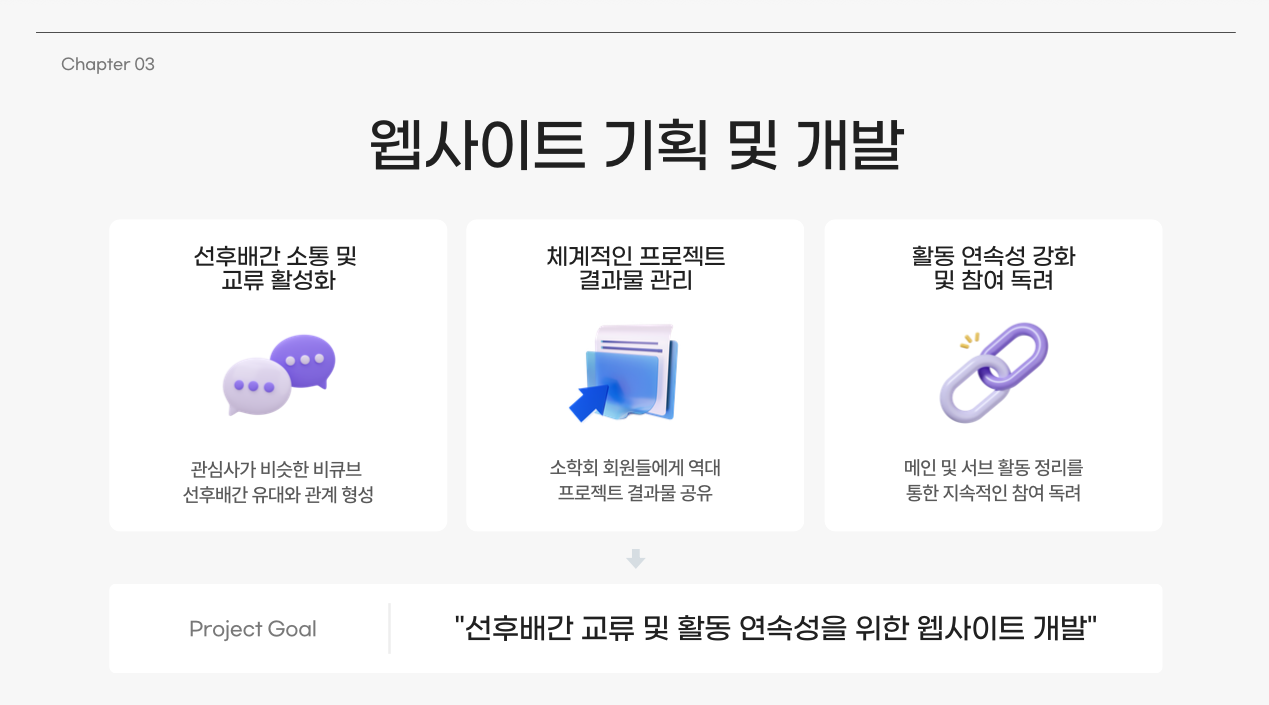 Chapter 03
웹사이트 기획 및 개발
선후배간 소통 및
교류 활성화
관심사가 비슷한 비큐브
선후배간 유대와 관계 형성
체계적인 프로젝트
결과물 관리
소학회 회원들에게 역대
프로젝트 결과물 공유
활동 연속성 강화
및 참여 독려
메인 및 서브 활동 정리를
통한 지속적인 참여 독려
Project Goal
"선후배간 교류 및 활동 연속성을 위한 웹사이트 개발"